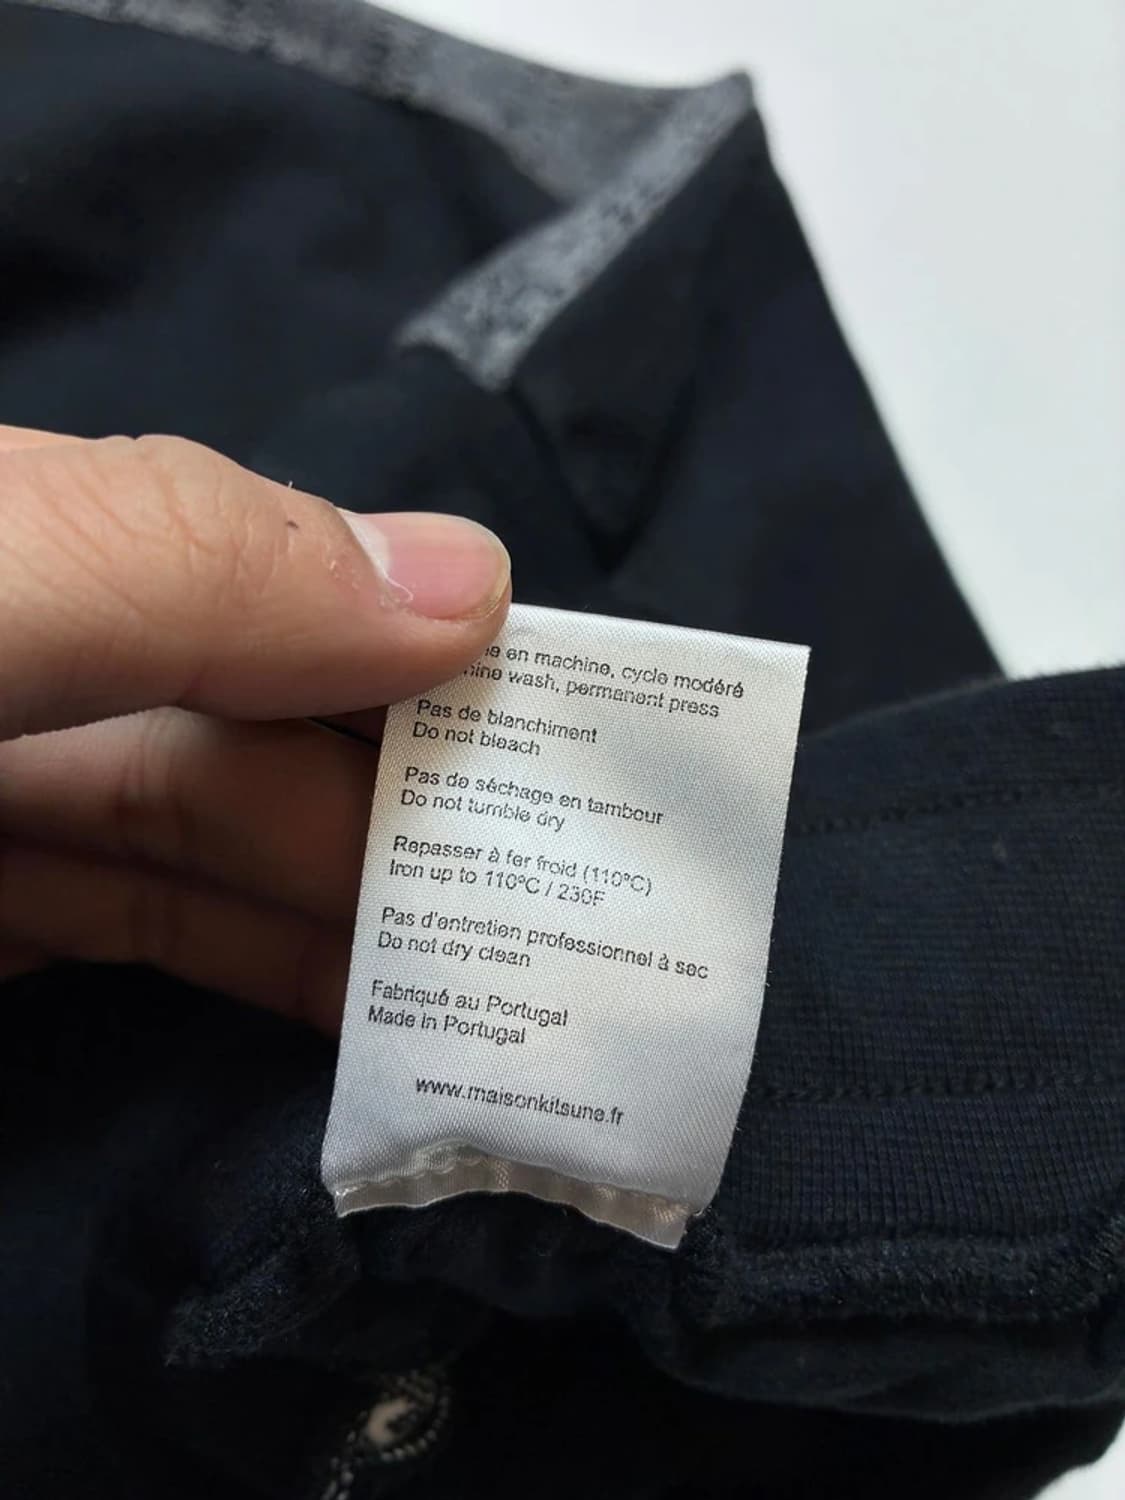 en machine, cycle modéré
wash, permanent press
Pas de blanchiment
Do not bleach
Pas de séchage en tambour
Do not tumble dry
Repasser à fer froid (110°C)
Iron up to 110°C / 230F
Pas d'entretien professionnel à sec
Do not dry clean
Fabriqué au Portugal
Made in Portugal
www.maisonkitsune.fr